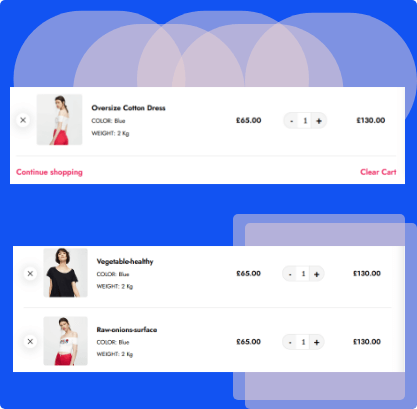 Oversize Cotton Dress
COLOR: Blue
WEIGHT: 2 Kg
£65.00
- 1 +
£130.00
Continue shopping
Clear Cart
Vegetable-healthy
COLOR: Blue
WEIGHT: 2 Kg
£65.00
- 1 +
£130.00
Raw-onions-surface
COLOR: Blue
WEIGHT: 2 Kg
£65.00
- 1 +
£130.00